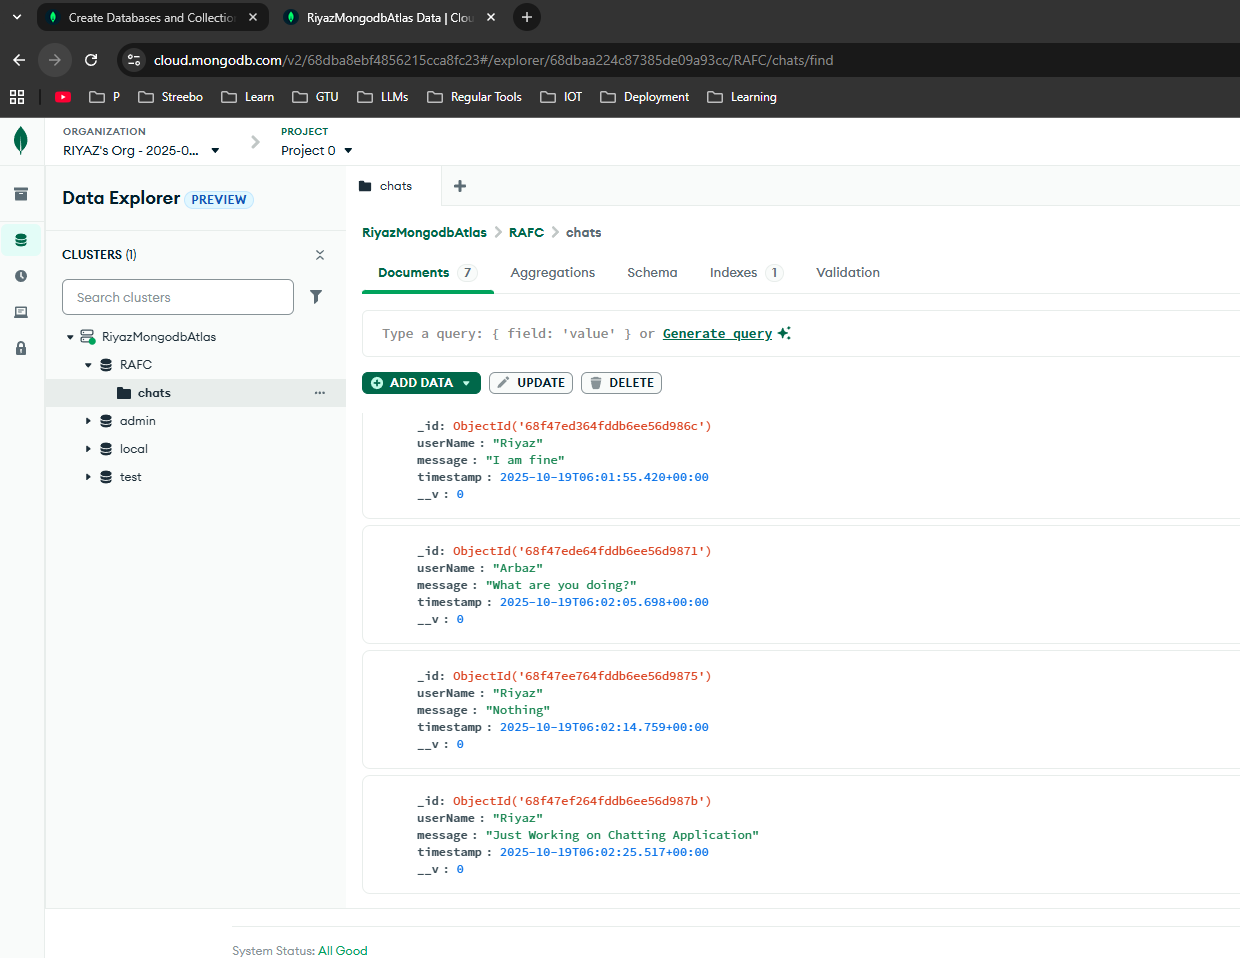 Create Databases and Collection
RiyazMongodbAtlas Data | Clou
cloud.mongodb.com/v2/68dba8ebf4856215cca8fc23#/explorer/68dbaa224c87385de09a93cc/RAFC/chats/find
P
Streebo
Learn
GTU
LLMs
Regular Tools
IOT
Deployment
Learning
ORGANIZATION
RIYAZ's Org - 2025-0...
PROJECT
Project 0
Data Explorer PREVIEW
CLUSTERS (1)
Search clusters
RiyazMongodbAtlas
RAFC
chats
admin
local
test
chats
RiyazMongodbAtlas > RAFC > chats
Documents 7
Aggregations
Schema
Indexes 1
Validation
Type a query: { field: 'value' } or Generate query
ADD DATA
UPDATE
DELETE
_id: ObjectId('68f47ed364fddb6ee56d986c')
userName : "Riyaz"
message : "I am fine"
timestamp : 2025-10-19T06:01:55.420+00:00
__v : 0
_id: ObjectId('68f47ede64fddb6ee56d9871')
userName : "Arbaz"
message : "What are you doing?"
timestamp : 2025-10-19T06:02:05.698+00:00
__v : 0
_id: ObjectId('68f47ee764fddb6ee56d9875')
userName : "Riyaz"
message : "Nothing"
timestamp : 2025-10-19T06:02:14.759+00:00
__v : 0
_id: ObjectId('68f47ef264fddb6ee56d987b')
userName : "Riyaz"
message : "Just Working on Chatting Application"
timestamp : 2025-10-19T06:02:25.517+00:00
__v : 0
System Status: All Good